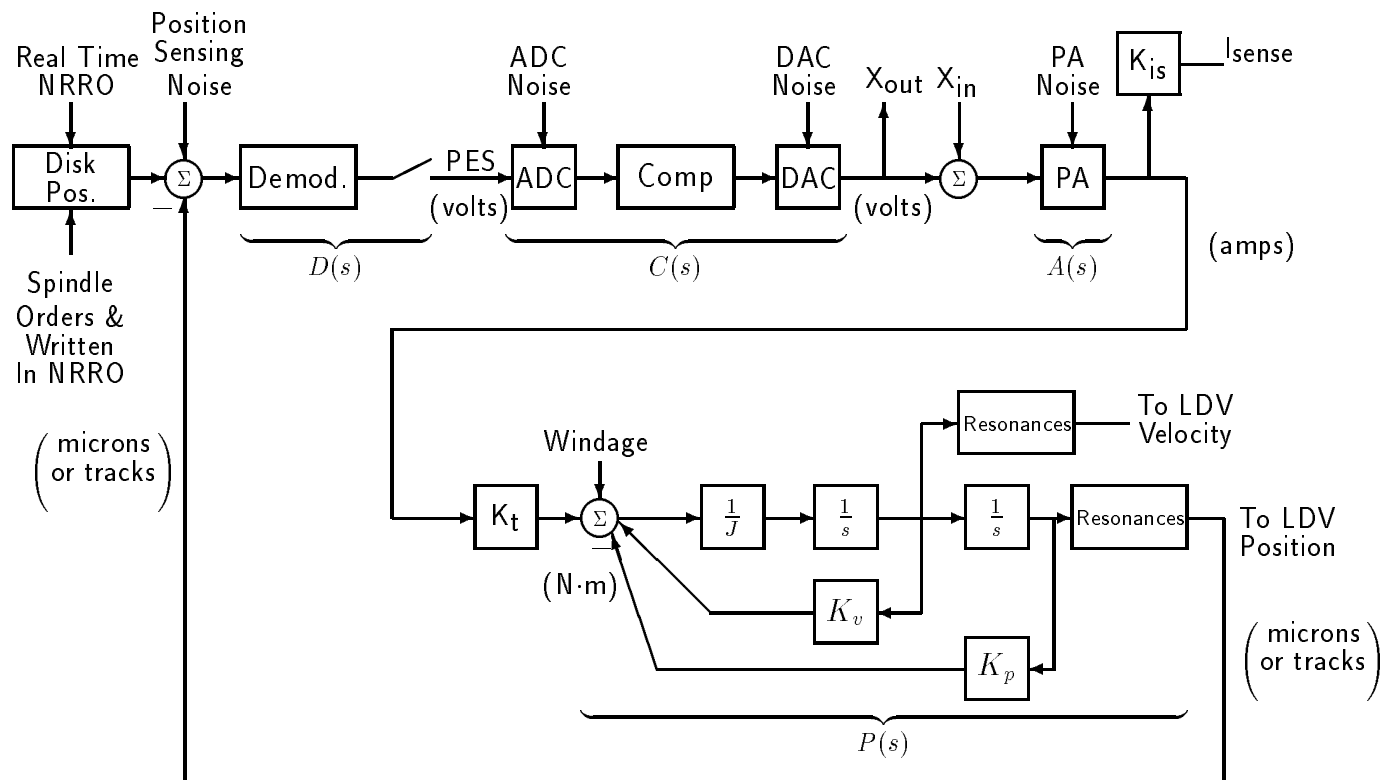 Real Time
NRRO
Position
Sensing
Noise
ADC
Noise
DAC
Noise
Xout
Xin
PA
Noise
Kis
Isense
Disk
Pos.
Σ
−
Demod.
PES
(volts)
ADC
Comp
DAC
(volts)
Σ
PA
(amps)
D(s)
C(s)
A(s)
Spindle
Orders &
Written
In NRRO
(microns
or tracks)
Windage
Resonances
To LDV
Velocity
Kt
Σ
−
(N·m)
1
J
1
s
1
s
Resonances
To LDV
Position
Kv
Kp
(microns
or tracks)
P(s)